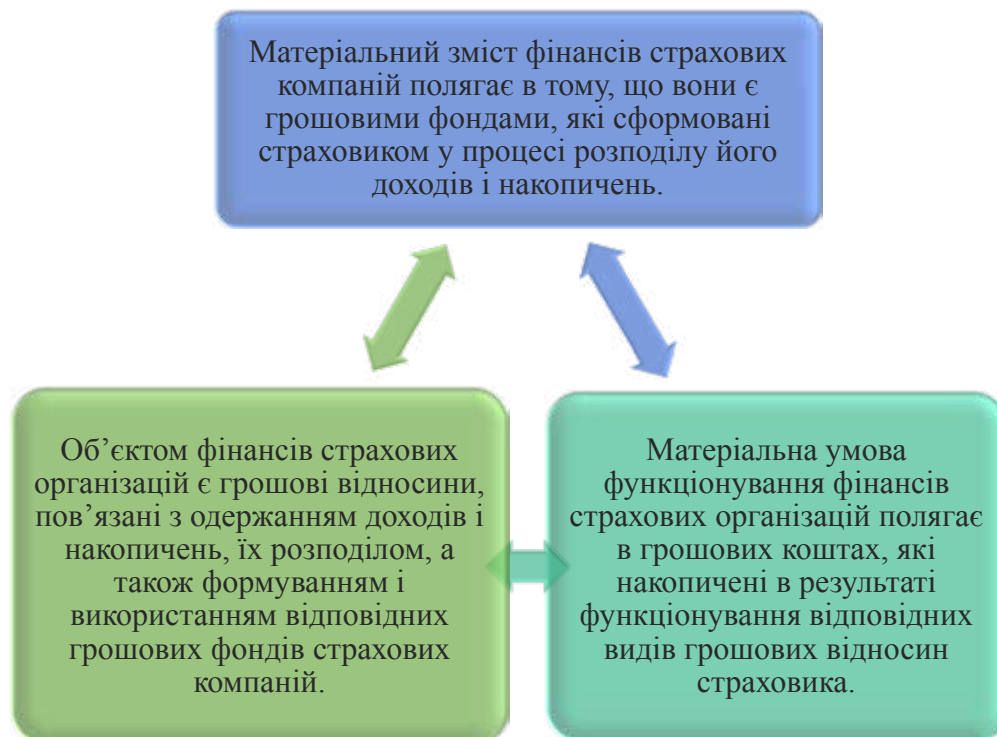 Матеріальний зміст фінансів страхових
компаній полягає в тому, що вони є
грошовими фондами, які сформовані
страховиком у процесі розподілу його
доходів і накопичень.
Об’єктом фінансів страхових
організацій є грошові відносини,
пов’язані з одержанням доходів і
накопичень, їх розподілом, а
також формуванням і
використанням відповідних
грошових фондів страхових
компаній.
Матеріальна умова
функціонування фінансів
страхових організацій полягає
в грошових коштах, які
накопичені в результаті
функціонування відповідних
видів грошових відносин
страховика.